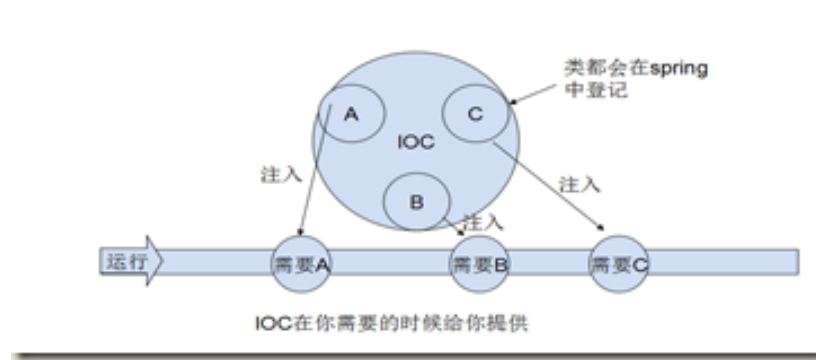 类都会在spring
中登记
A
C
IOC
B
注入
注入
注入
运行
需要A
需要B
需要C
IOC在你需要的时候给你提供